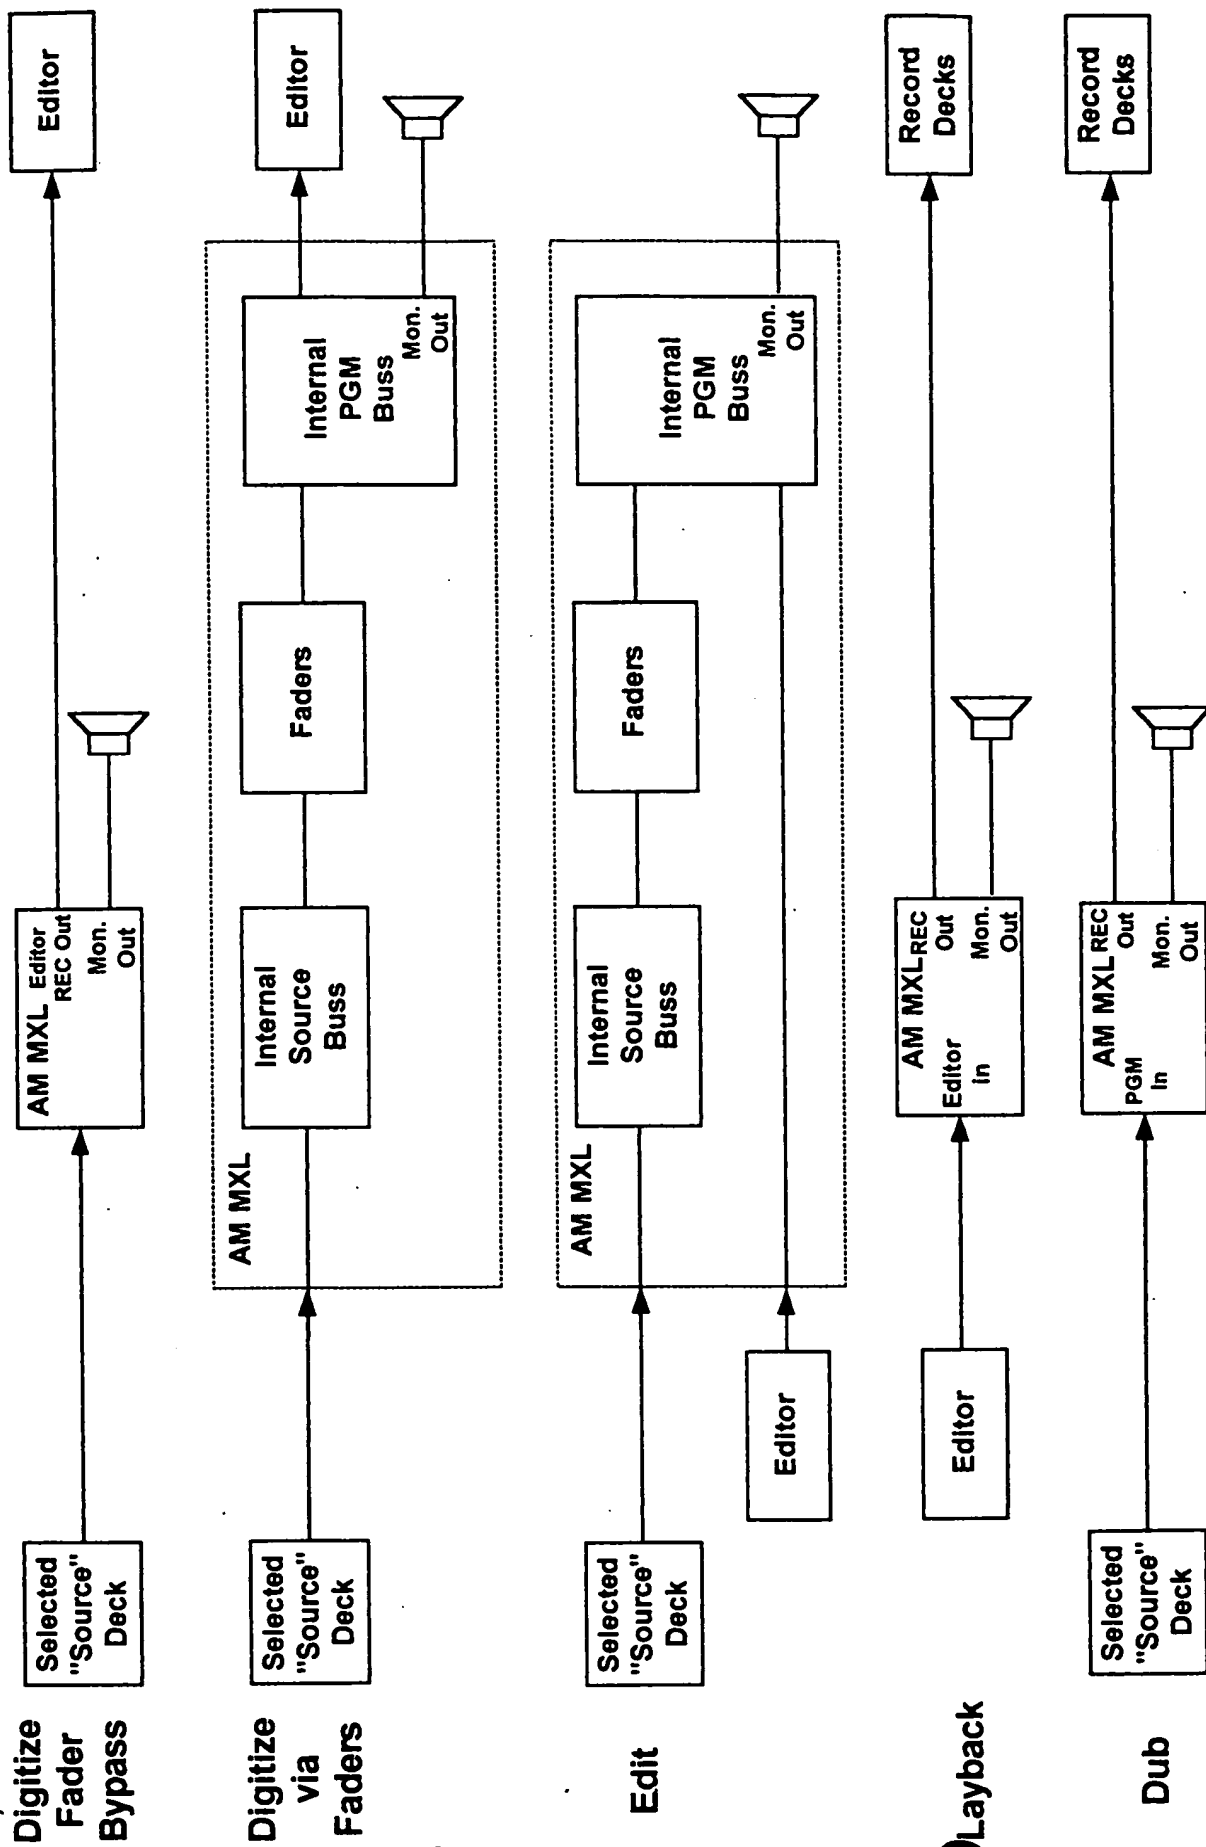 Digitize
Fader
Bypass
Selected
"Source"
Deck
AM MXL
Editor
REC Out
Mon.
Out
Editor
Digitize
via
Faders
Selected
"Source"
Deck
AM MXL
Internal
Source
Buss
Faders
Internal
PGM
Buss
Mon.
Out
Editor
Edit
Selected
"Source"
Deck
Editor
AM MXL
Internal
Source
Buss
Faders
Internal
PGM
Buss
Mon.
Out
Layback
Editor
AM MXL
Editor
in
REC
Out
Mon.
Out
Record
Decks
Dub
Selected
"Source"
Deck
AM MXL
PGM
In
REC
Out
Mon.
Out
Record
Decks